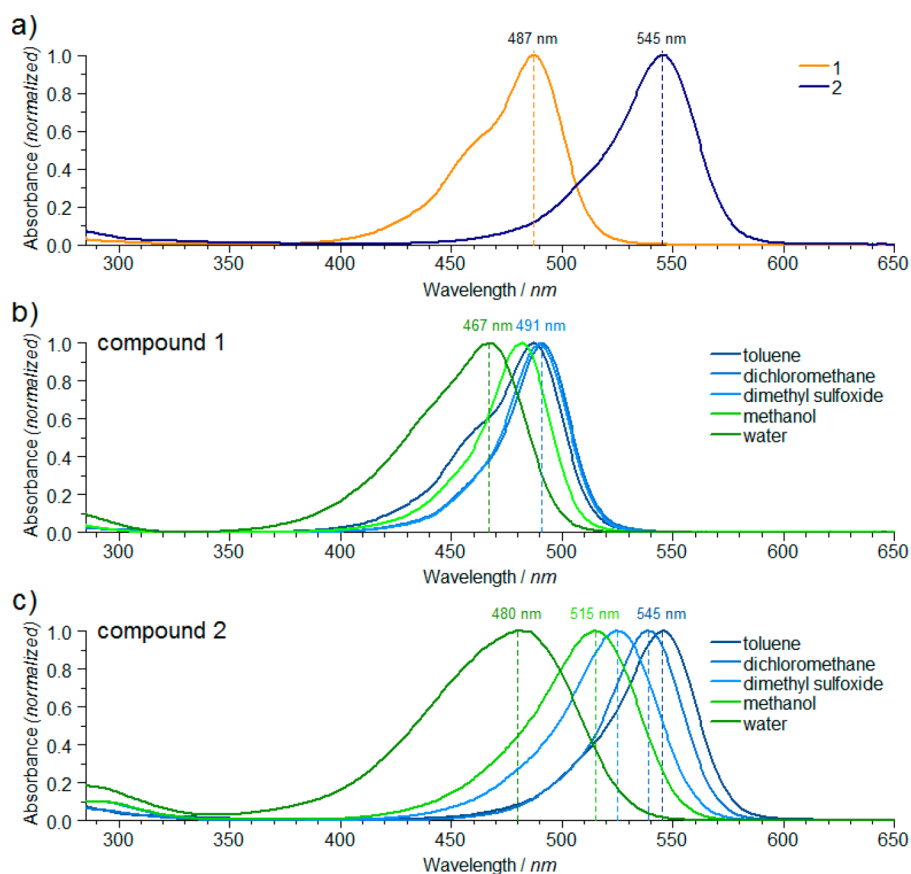 a)
487 nm 545 nm
Absorbance (normalized)
1.0
0.8
0.6
0.4
0.2
0.0
1
2
300 350 400 450 500 550 600 650
Wavelength / nm
b)
compound 1
467 nm 491 nm
Absorbance (normalized)
1.0
0.8
0.6
0.4
0.2
0.0
toluene
dichloromethane
dimethyl sulfoxide
methanol
water
300 350 400 450 500 550 600 650
Wavelength / nm
c)
compound 2
480 nm 515 nm 545 nm
Absorbance (normalized)
1.0
0.8
0.6
0.4
0.2
0.0
toluene
dichloromethane
dimethyl sulfoxide
methanol
water
300 350 400 450 500 550 600 650
Wavelength / nm